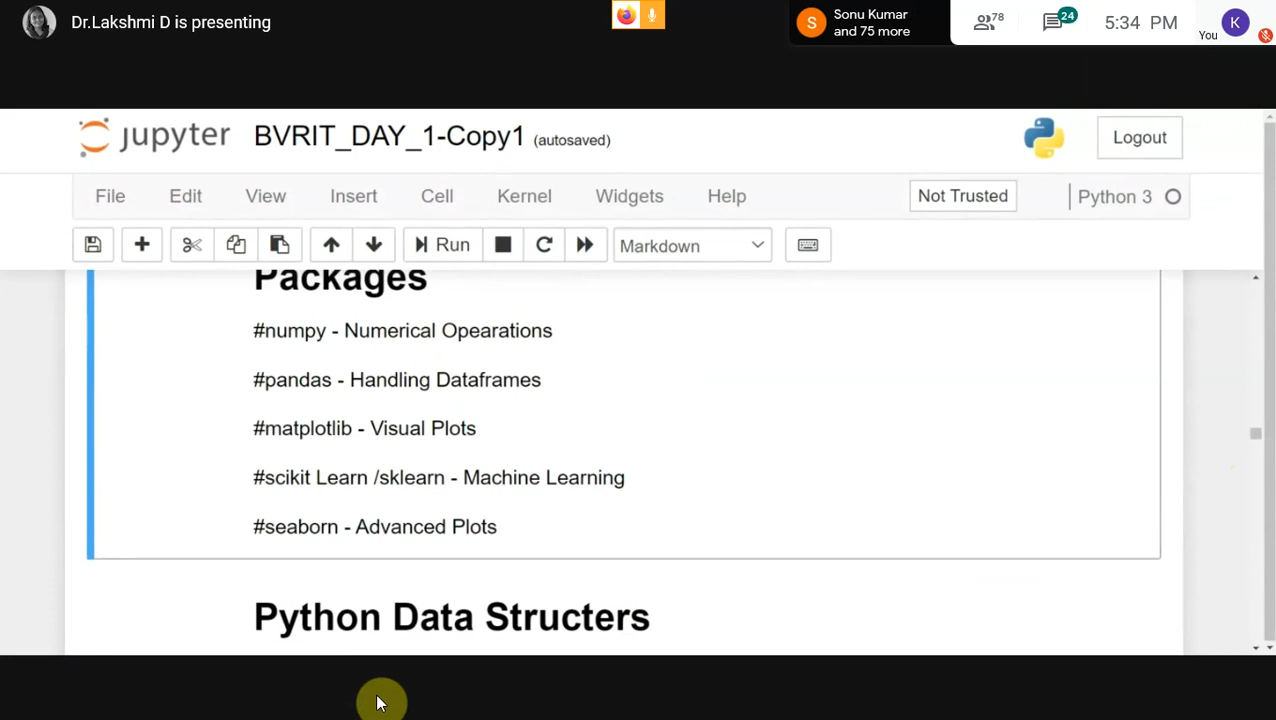 Dr.Lakshmi D is presenting
S Sonu Kumar
and 75 more
78
24
5:34 PM
You
K
jupyter BVRIT_DAY_1-Copy1 (autosaved)
Logout
File Edit View Insert Cell Kernel Widgets Help Not Trusted Python 3
Run Markdown
Packages
#numpy - Numerical Opearations
#pandas - Handling Dataframes
#matplotlib - Visual Plots
#scikit Learn /sklearn - Machine Learning
#seaborn - Advanced Plots
Python Data Structers